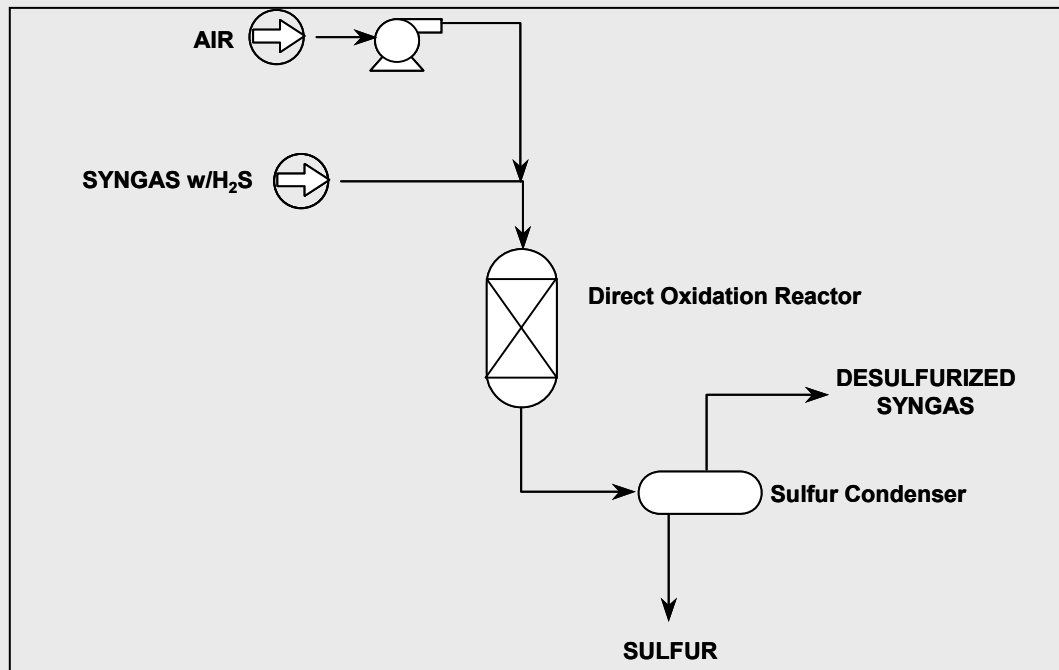 AIR
SYNGAS w/H₂S
Direct Oxidation Reactor
DESULFURIZED
SYNGAS
Sulfur Condenser
SULFUR